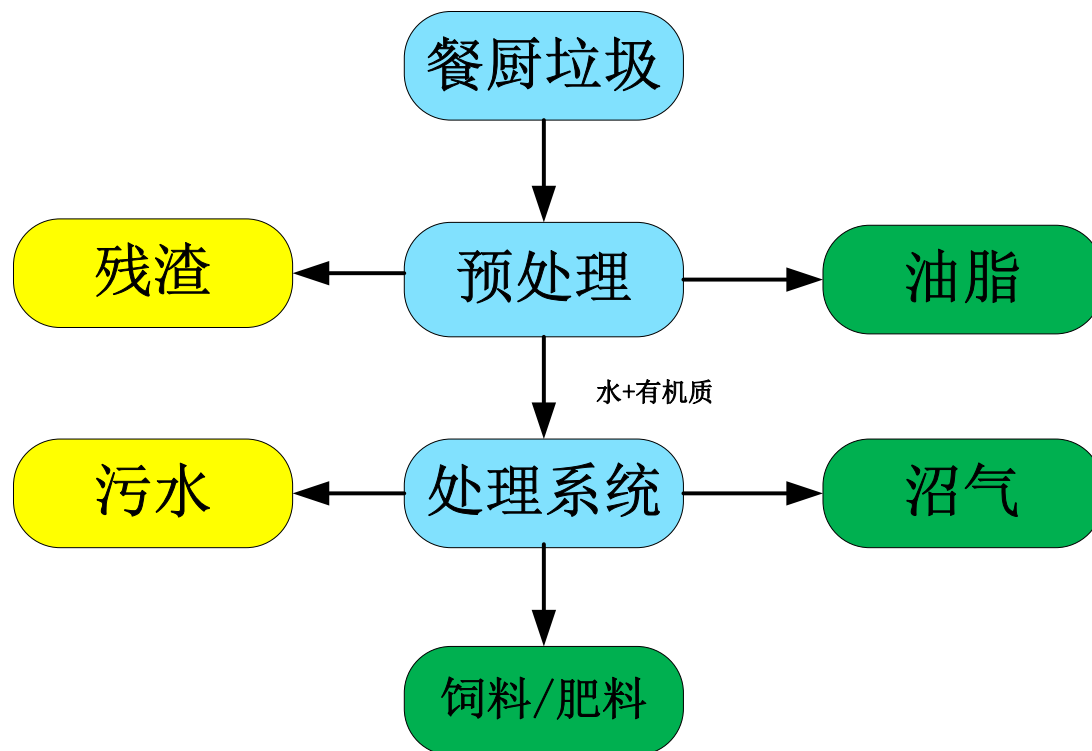 餐厨垃圾
残渣
预处理
油脂
水+有机质
污水
处理系统
沼气
饲料/肥料